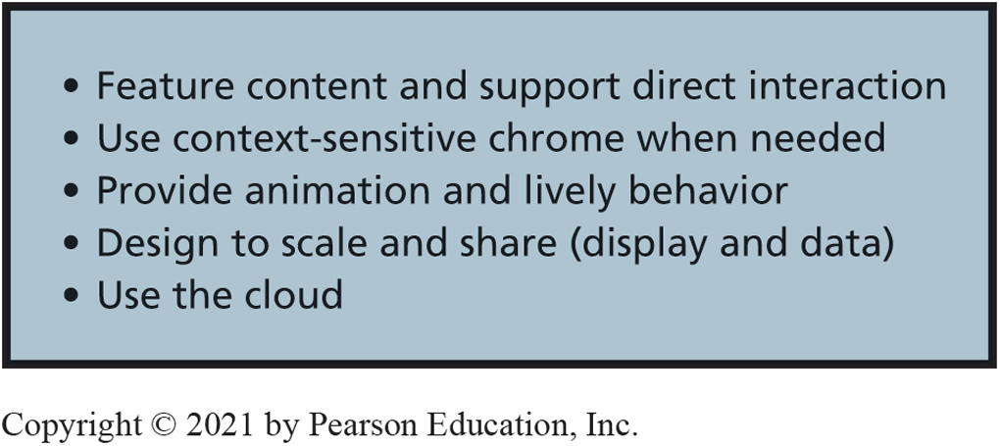 • Feature content and support direct interaction
• Use context-sensitive chrome when needed
• Provide animation and lively behavior
• Design to scale and share (display and data)
• Use the cloud
Copyright © 2021 by Pearson Education, Inc.